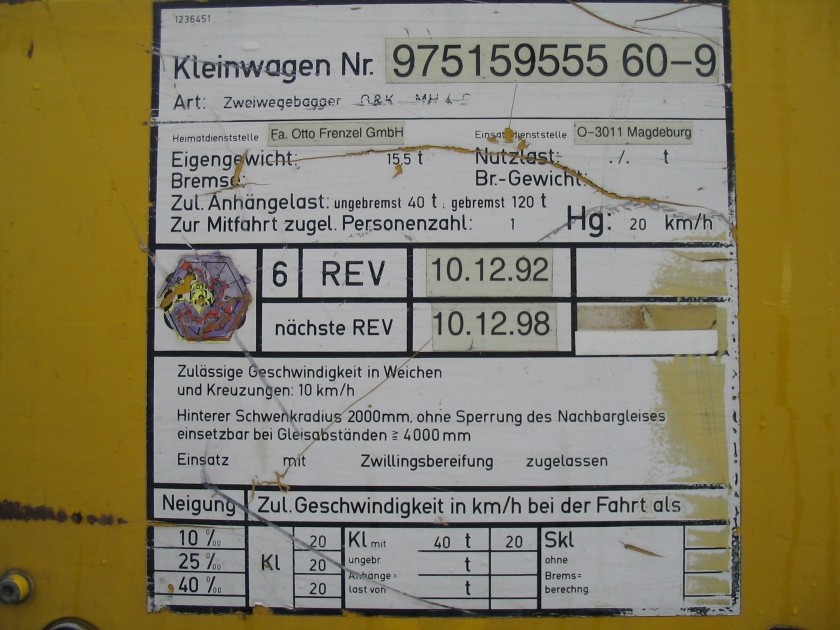 1236451
Kleinwagen Nr. 975159555 60-9
Art: Zweiwegebagger O&K MH
Heimatdienststelle Fa. Otto Frenzel GmbH Einsatzdienststelle O-3011 Magdeburg
Eigengewicht: 15,5 t Nutzlast: ./. t
Bremse: Br.-Gewicht:
Zul. Anhängelast: ungebremst 40 t, gebremst 120 t
Zur Mitfahrt zugel. Personenzahl: 1 Hg: 20 km/h
6 REV 10.12.92
nächste REV 10.12.98
Zulässige Geschwindigkeit in Weichen
und Kreuzungen: 10 km/h
Hinterer Schwenkradius 2000mm, ohne Sperrung des Nachbargleises
einsetzbar bei Gleisabständen ≧ 4000 mm
Einsatz mit Zwillingsbereifung zugelassen
Neigung Zul. Geschwindigkeit in km/h bei der Fahrt als
10 ‰ Kl 20 Kl mit 40 t 20 Skl
25 ‰ 20 ungebr t ohne
40 ‰ 20 Anhänge= t Brems=
last von berechng